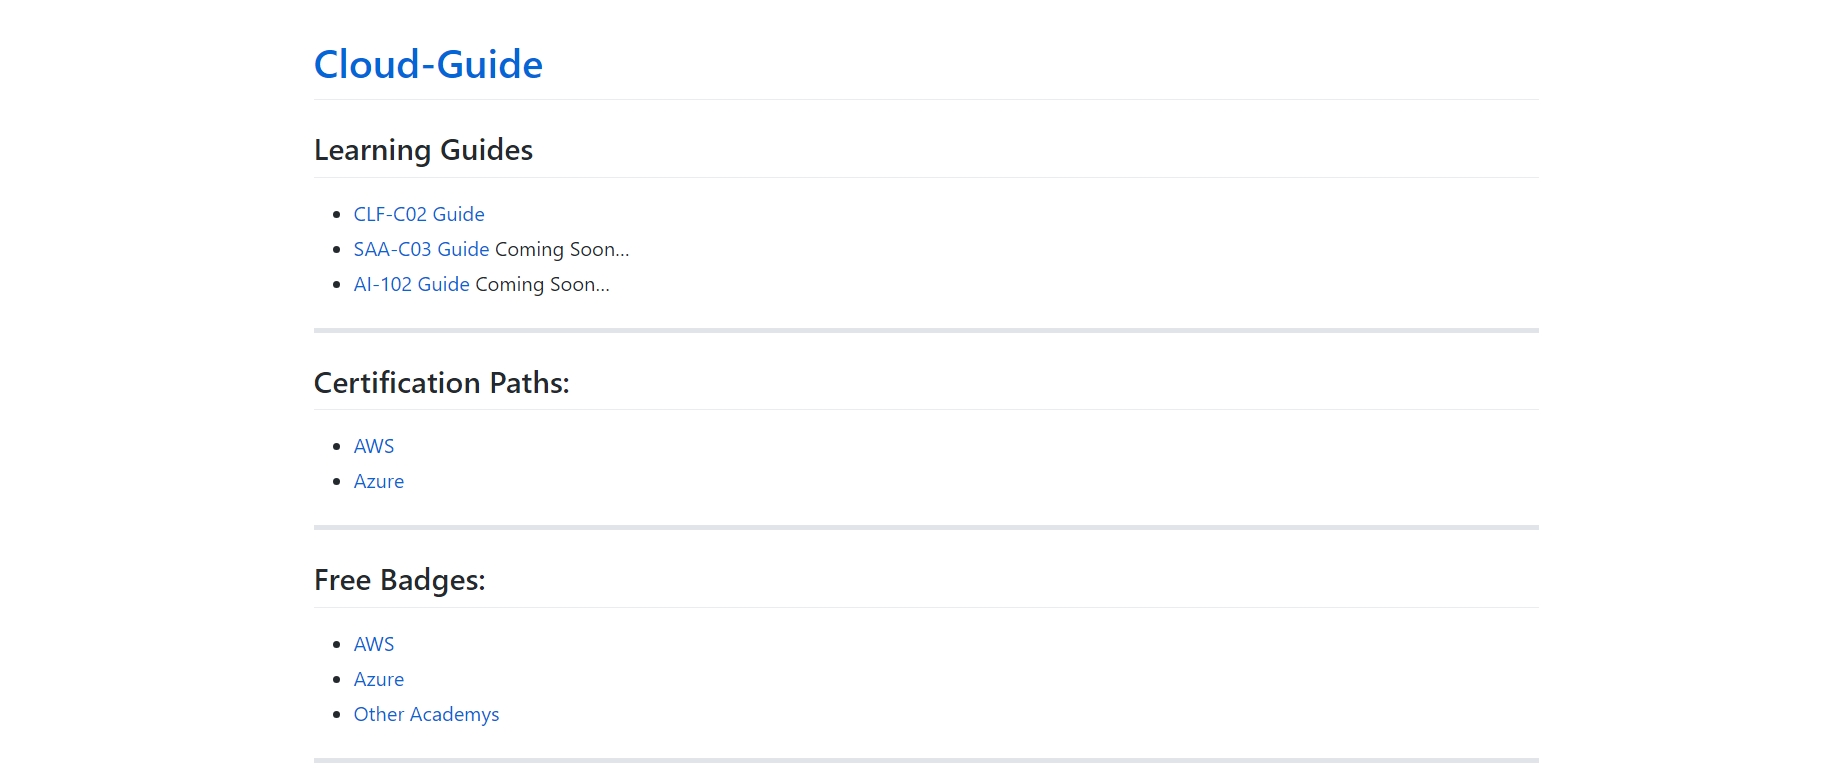 Cloud-Guide
Learning Guides
CLF-C02 Guide
SAA-C03 Guide Coming Soon...
AI-102 Guide Coming Soon...
Certification Paths:
AWS
Azure
Free Badges:
AWS
Azure
Other Academys